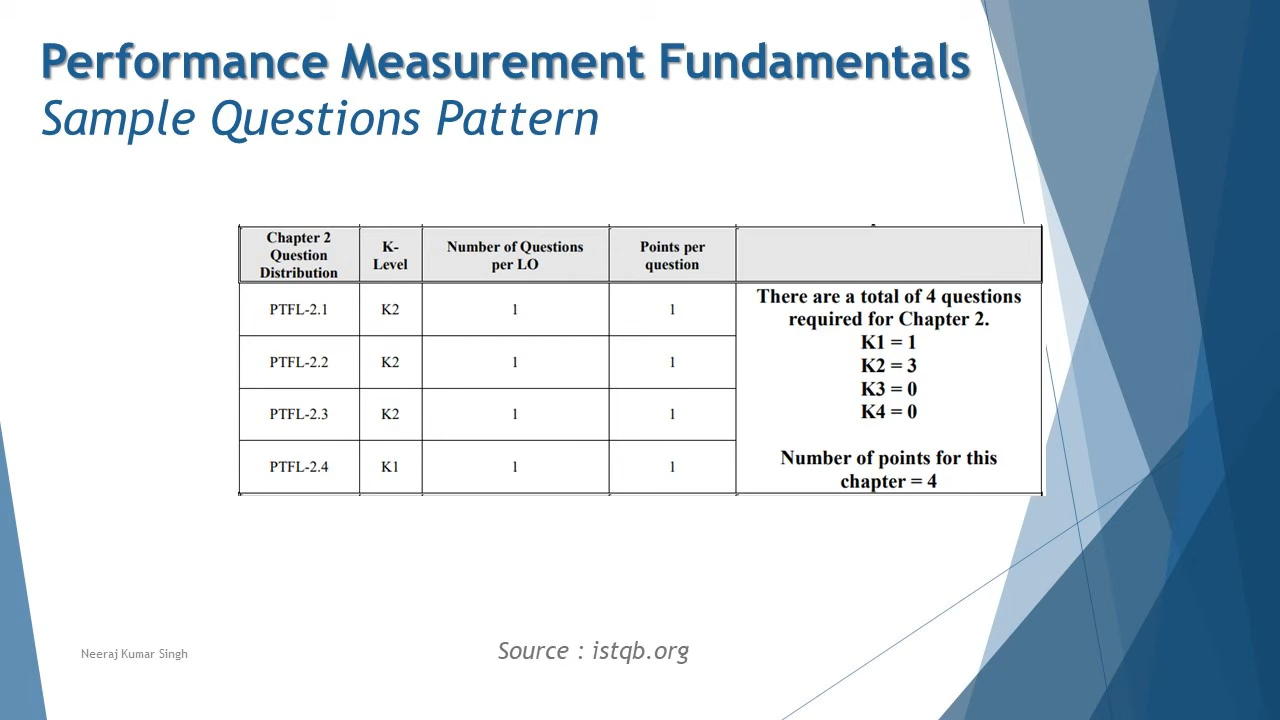 Performance Measurement Fundamentals
Sample Questions Pattern
Chapter 2
Question
Distribution
K-
Level
Number of Questions
per LO
Points per
question
PTFL-2.1 K2 1 1
PTFL-2.2 K2 1 1
PTFL-2.3 K2 1 1
PTFL-2.4 K1 1 1
There are a total of 4 questions
required for Chapter 2.
K1 = 1
K2 = 3
K3 = 0
K4 = 0
Number of points for this
chapter = 4
Neeraj Kumar Singh
Source : istqb.org